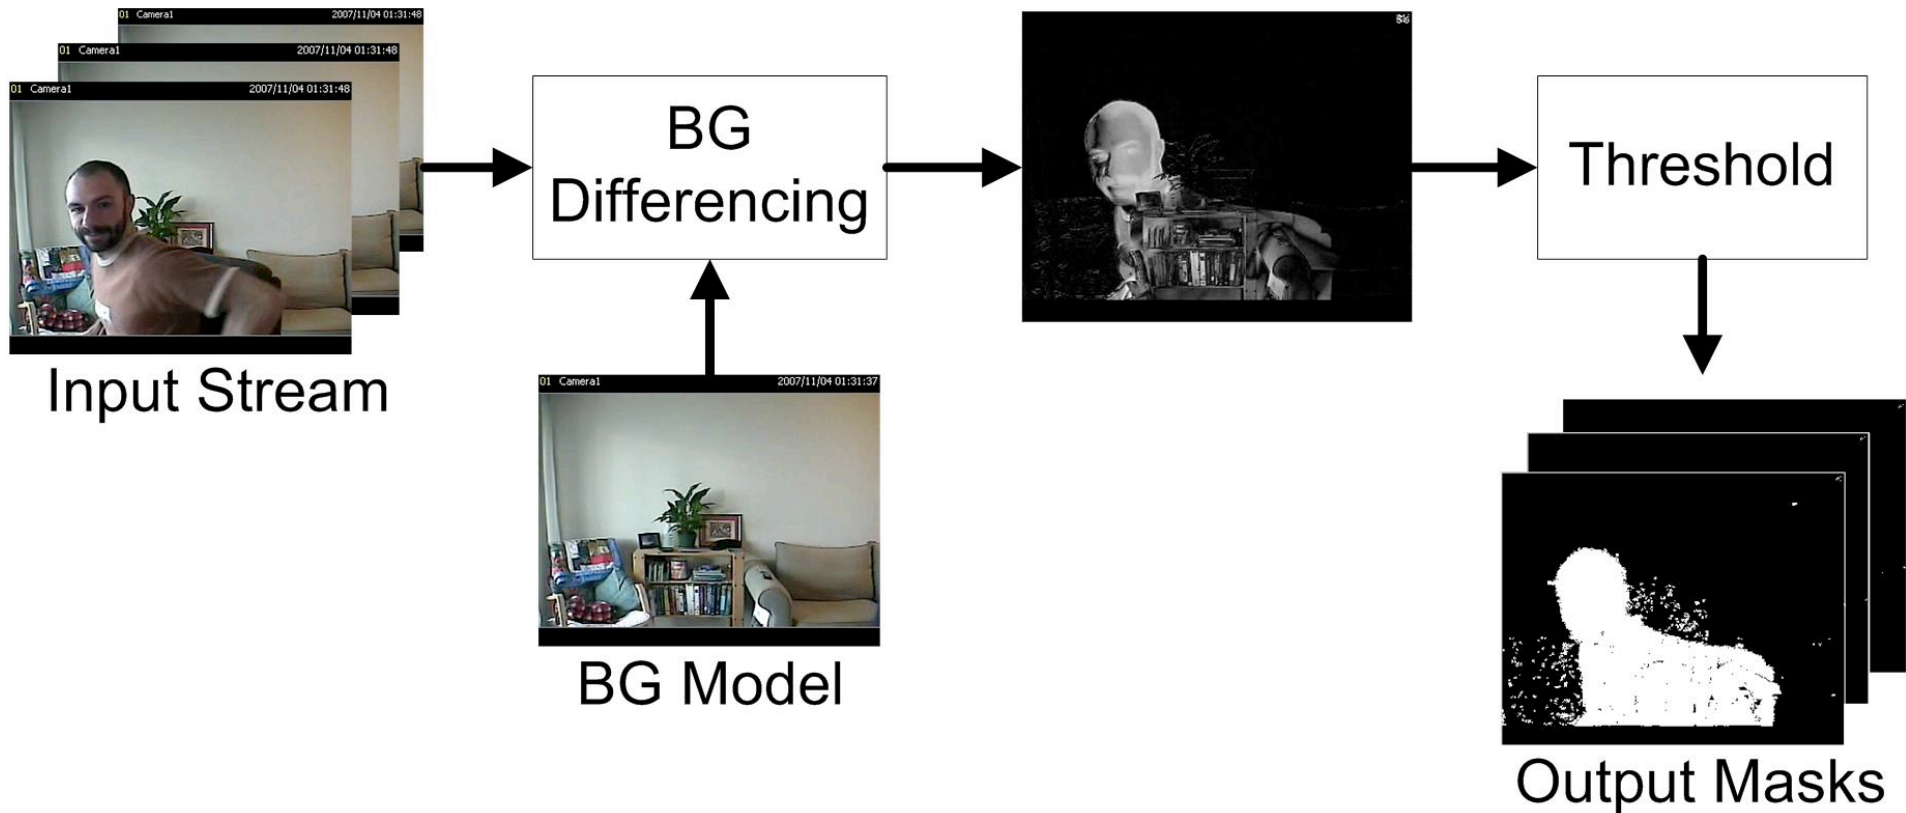 01 Camera1 2007/11/04 01:31:48
01 Camera1 2007/11/04 01:31:48
01 Camera1 2007/11/04 01:31:48
BG
Differencing
Threshold
Input Stream
01 Camera1 2007/11/04 01:31:37
BG Model
Output Masks